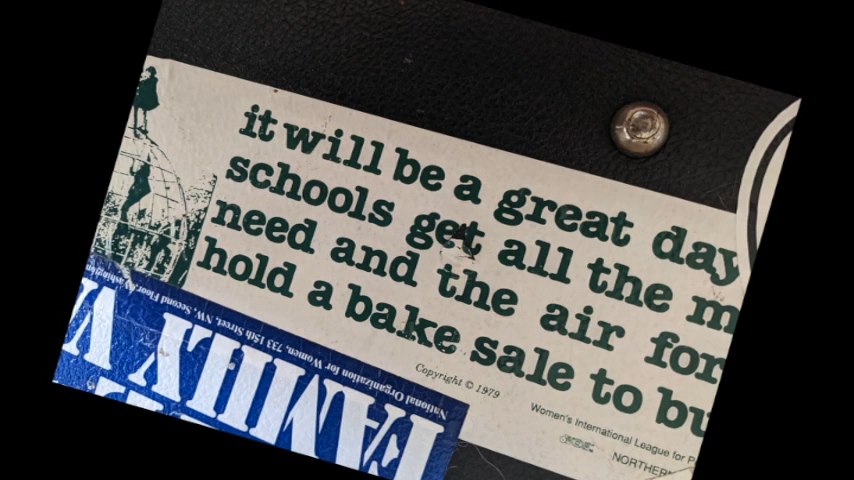 it will be a great day
schools get all the m
need and the air for
hold a bake sale to bu
Copyright © 1979
Women's International League for P
NORTHERN
National Organization for Women, 733 15th Street, NW, Second Floor, Washington
FAMILY